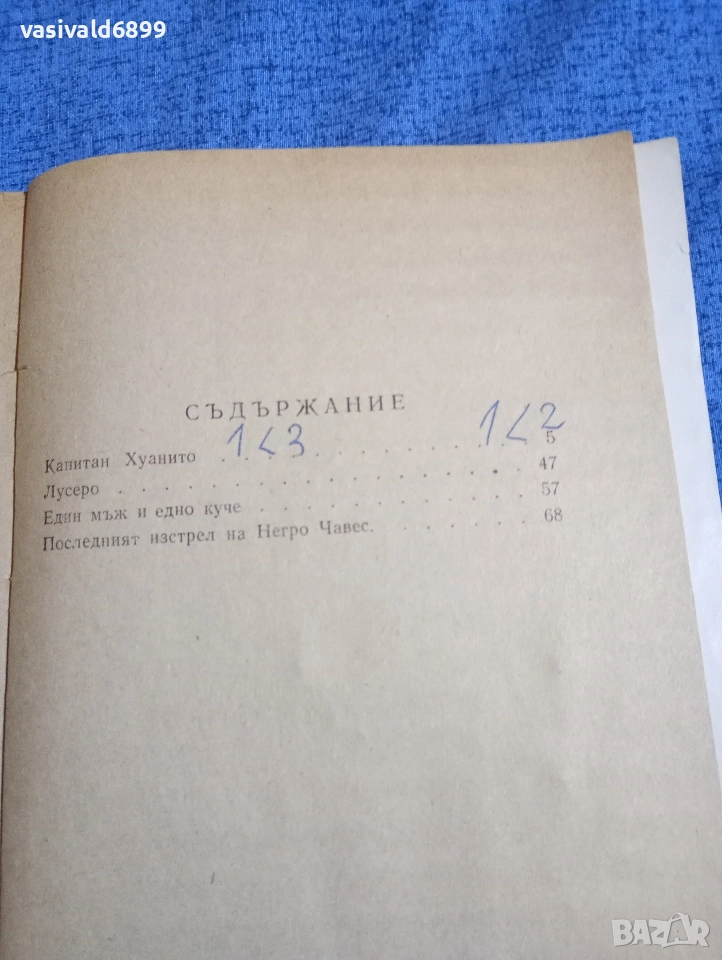 vasivald6899
СЪДЪРЖАНИЕ
1<3 1<2
Капитан Хуанито . . . . . . . . . . 5
Лусеро . . . . . . . . . . . . . . 47
Един мъж и едно куче . . . . . . . . 57
Последният изстрел на Негро Чавес. . . . . . 68
BAZAR